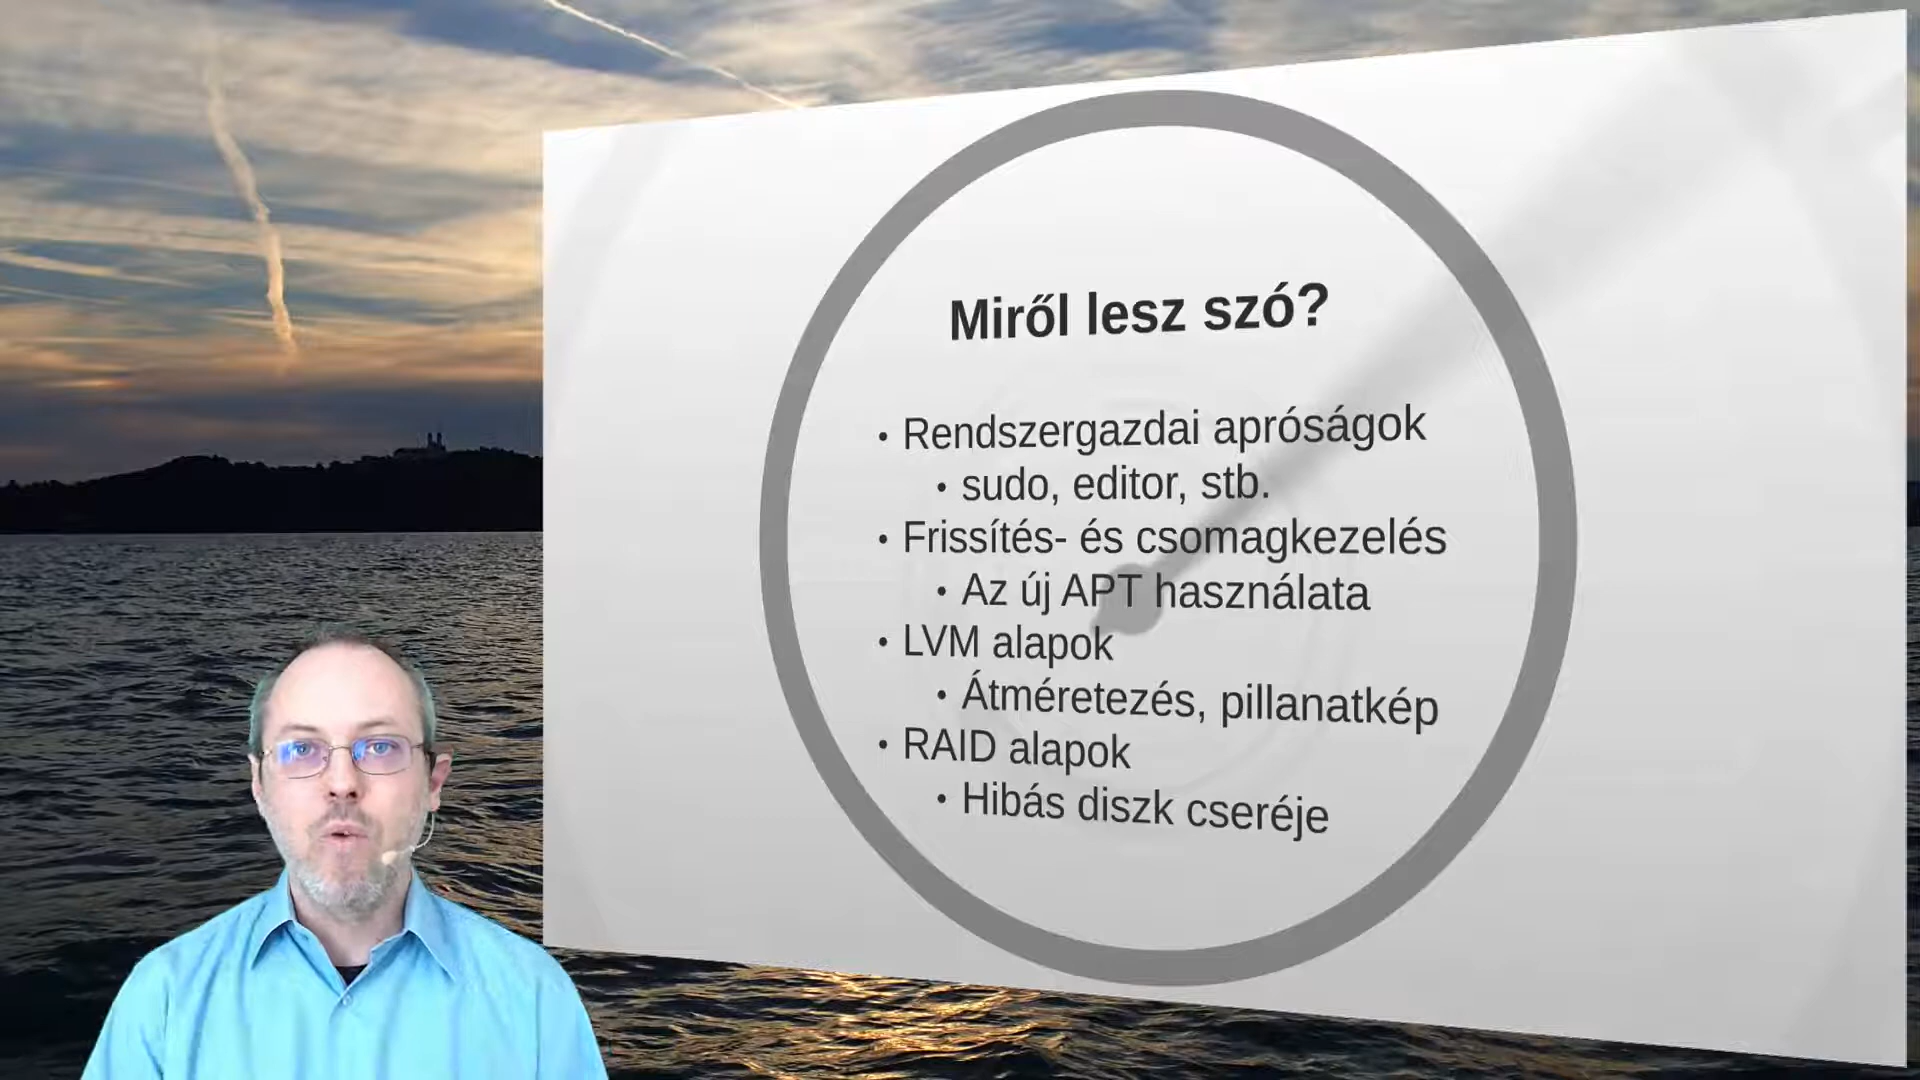 Miről lesz szó?
• Rendszergazdai apróságok
• sudo, editor, stb.
• Frissítés- és csomagkezelés
• Az új APT használata
• LVM alapok
• Átméretezés, pillanatkép
• RAID alapok
• Hibás diszk cseréje